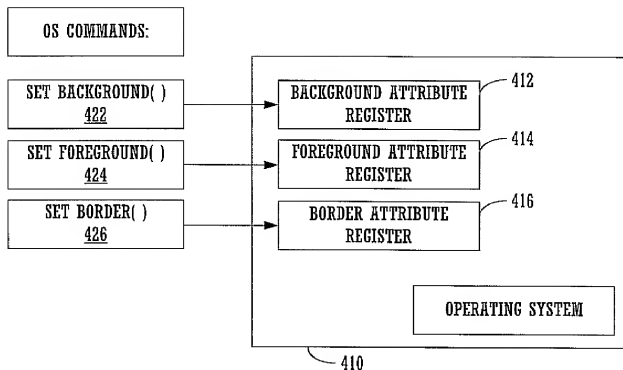 OS COMMANDS:
SET BACKGROUND( )
422
BACKGROUND ATTRIBUTE
REGISTER
412
SET FOREGROUND( )
424
FOREGROUND ATTRIBUTE
REGISTER
414
SET BORDER( )
426
BORDER ATTRIBUTE
REGISTER
416
OPERATING SYSTEM
410